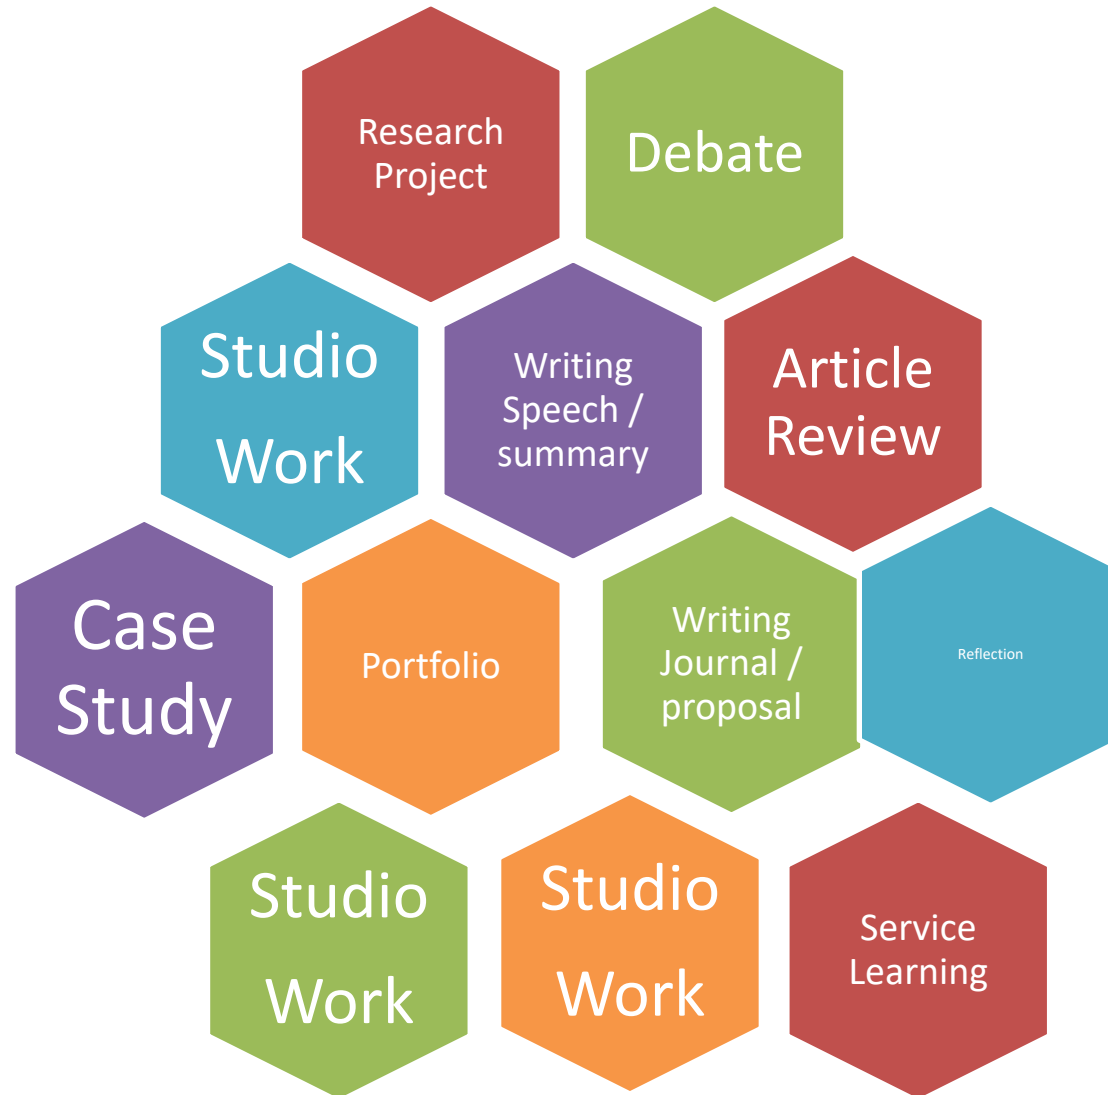 Research
Project
Debate
Studio
Work
Writing
Speech /
summary
Article
Review
Case
Study
Portfolio
Writing
Journal /
proposal
Reflection
Studio
Work
Studio
Work
Service
Learning